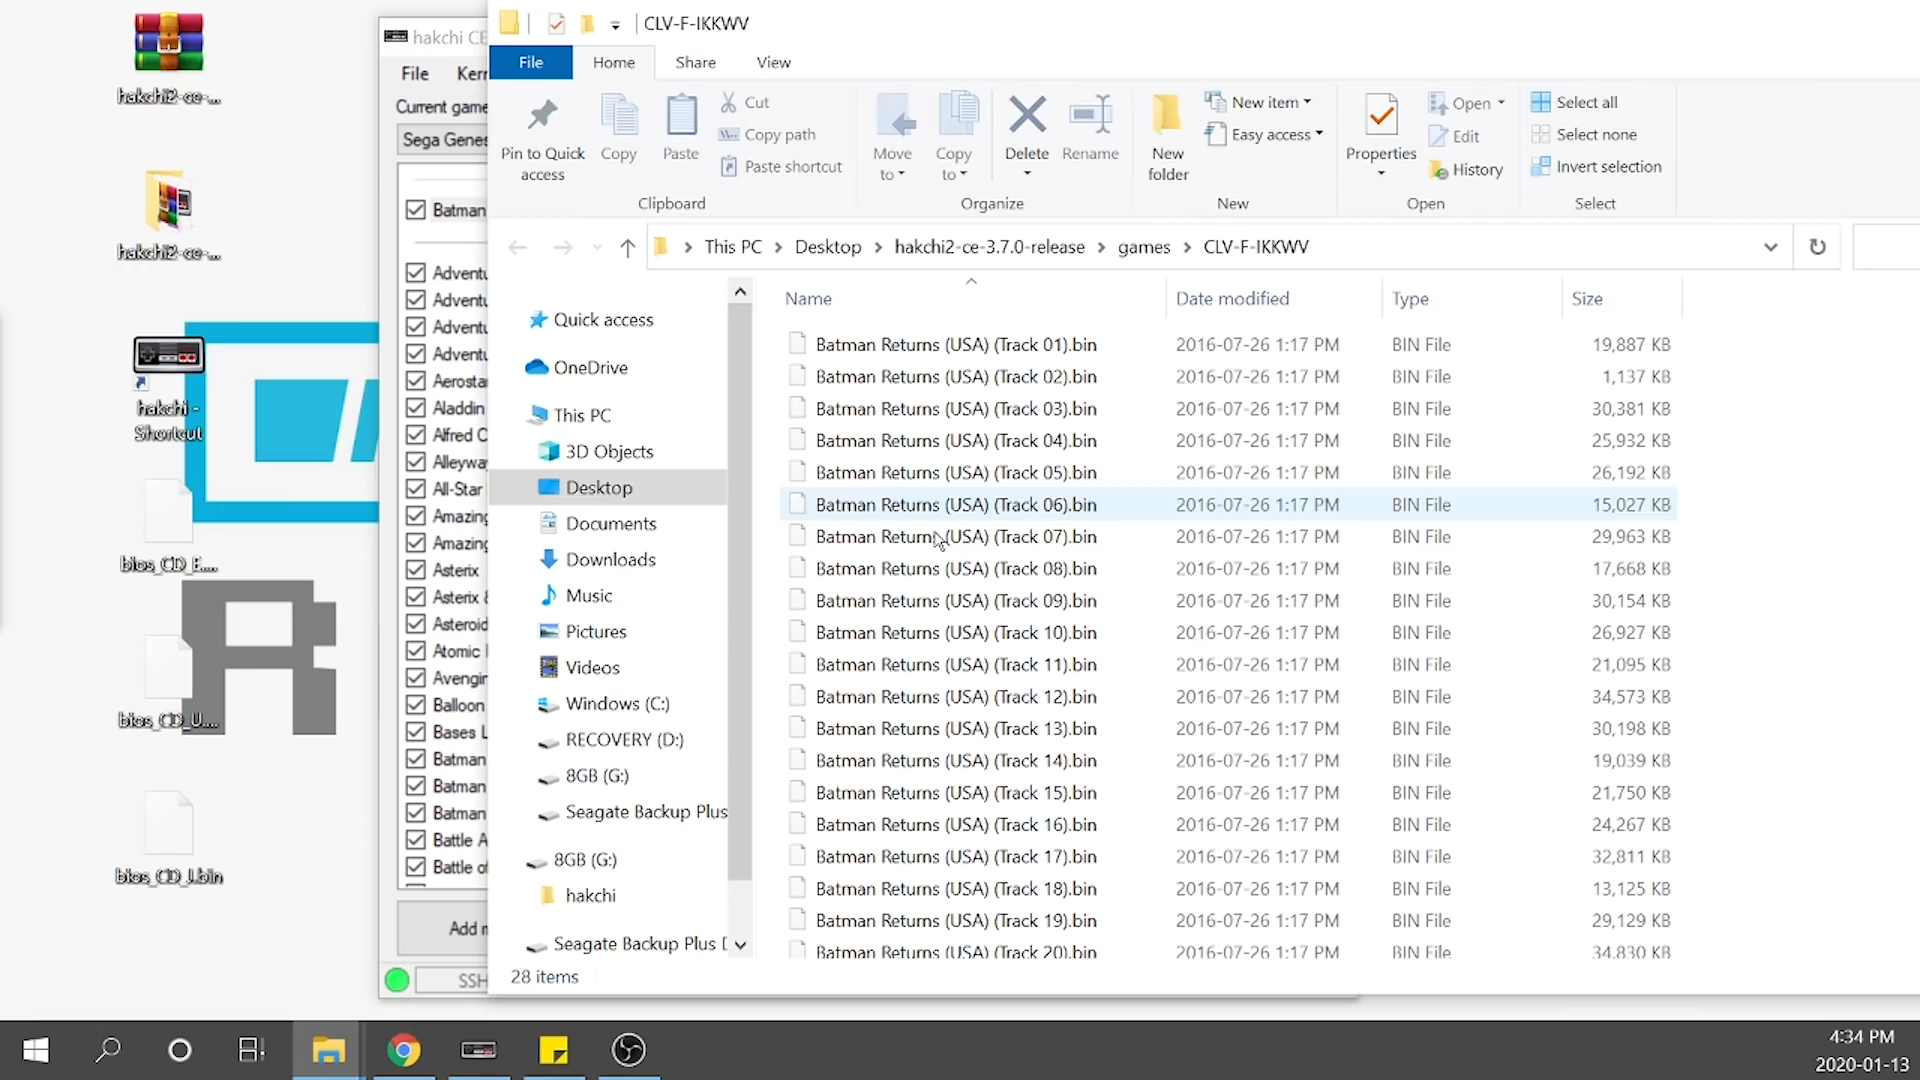 hakchi2-ce-...
hakchi2-ce-...
hakchi -
Shortcut
bios_CD_E....
bios_CD_U....
bios_CD_J.bin
hakchi CE
File Kern
Current game
Sega Genes
Batman
Adventu
Adventu
Adventu
Adventu
Aerostar
Aladdin
Alfred C
Alleyway
All-Star
Amazing
Amazing
Asterix
Asterix &
Asteroid
Atomic
Avenging
Balloon
Bases L
Batman
Batman
Batman
Battle A
Battle of
Add m
SSH
CLV-F-IKKWV
File Home Share View
Pin to Quick
access
Copy
Paste
Cut
Copy path
Paste shortcut
Clipboard
Move
to
Copy
to
Delete
Rename
Organize
New
folder
New item
Easy access
New
Properties
Open
Edit
History
Open
Select all
Select none
Invert selection
Select
This PC > Desktop > hakchi2-ce-3.7.0-release > games > CLV-F-IKKWV
Quick access
OneDrive
This PC
3D Objects
Desktop
Documents
Downloads
Music
Pictures
Videos
Windows (C:)
RECOVERY (D:)
8GB (G:)
Seagate Backup Plus
8GB (G:)
hakchi
Seagate Backup Plus D
Name Date modified Type Size
Batman Returns (USA) (Track 01).bin 2016-07-26 1:17 PM BIN File 19,887 KB
Batman Returns (USA) (Track 02).bin 2016-07-26 1:17 PM BIN File 1,137 KB
Batman Returns (USA) (Track 03).bin 2016-07-26 1:17 PM BIN File 30,381 KB
Batman Returns (USA) (Track 04).bin 2016-07-26 1:17 PM BIN File 25,932 KB
Batman Returns (USA) (Track 05).bin 2016-07-26 1:17 PM BIN File 26,192 KB
Batman Returns (USA) (Track 06).bin 2016-07-26 1:17 PM BIN File 15,027 KB
Batman Returns (USA) (Track 07).bin 2016-07-26 1:17 PM BIN File 29,963 KB
Batman Returns (USA) (Track 08).bin 2016-07-26 1:17 PM BIN File 17,668 KB
Batman Returns (USA) (Track 09).bin 2016-07-26 1:17 PM BIN File 30,154 KB
Batman Returns (USA) (Track 10).bin 2016-07-26 1:17 PM BIN File 26,927 KB
Batman Returns (USA) (Track 11).bin 2016-07-26 1:17 PM BIN File 21,095 KB
Batman Returns (USA) (Track 12).bin 2016-07-26 1:17 PM BIN File 34,573 KB
Batman Returns (USA) (Track 13).bin 2016-07-26 1:17 PM BIN File 30,198 KB
Batman Returns (USA) (Track 14).bin 2016-07-26 1:17 PM BIN File 19,039 KB
Batman Returns (USA) (Track 15).bin 2016-07-26 1:17 PM BIN File 21,750 KB
Batman Returns (USA) (Track 16).bin 2016-07-26 1:17 PM BIN File 24,267 KB
Batman Returns (USA) (Track 17).bin 2016-07-26 1:17 PM BIN File 32,811 KB
Batman Returns (USA) (Track 18).bin 2016-07-26 1:17 PM BIN File 13,125 KB
Batman Returns (USA) (Track 19).bin 2016-07-26 1:17 PM BIN File 29,129 KB
Batman Returns (USA) (Track 20).bin 2016-07-26 1:17 PM BIN File 34,830 KB
28 items
4:34 PM
2020-01-13